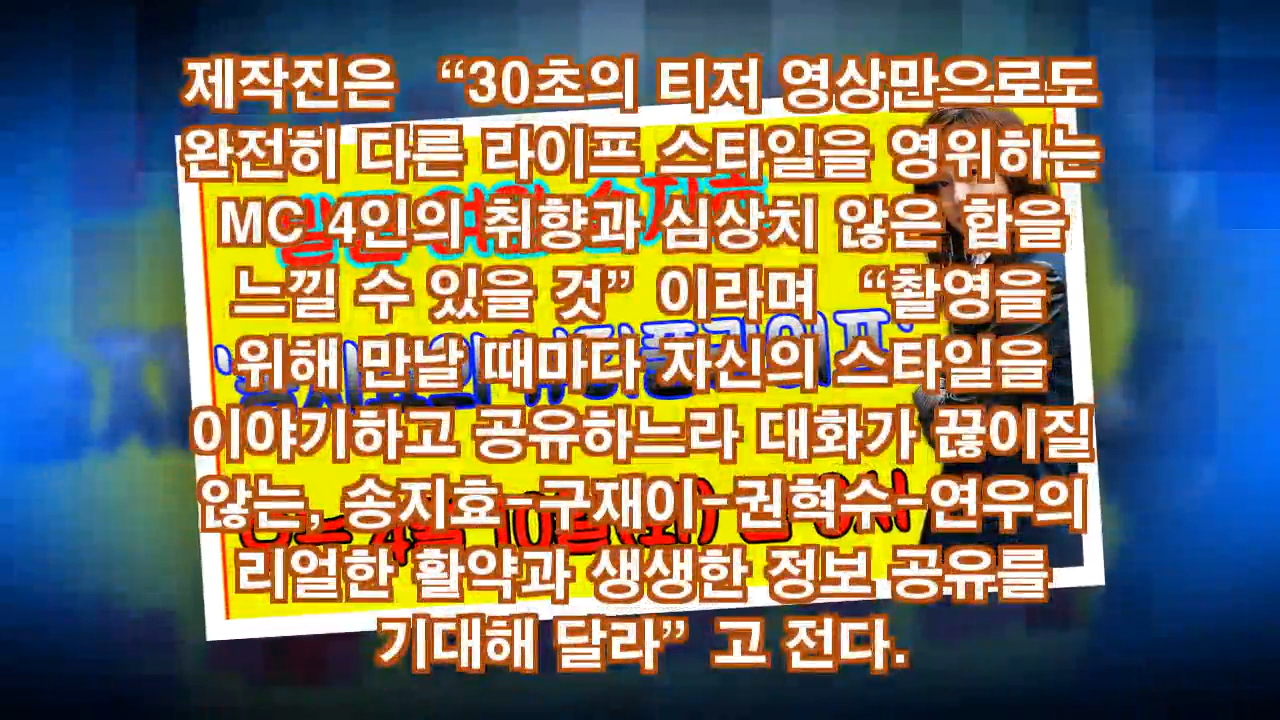 제작진은 “30초의 티저 영상만으로도
완전히 다른 라이프 스타일을 영위하는
MC 4인의 취향과 심상치 않은 합을
느낄 수 있을 것” 이라며 “촬영을
위해 만날 때마다 자신의 스타일을
이야기하고 공유하느라 대화가 끊이질
않는, 송지효-구재이-권혁수-연우의
리얼한 활약과 생생한 정보 공유를
기대해 달라” 고 전다.